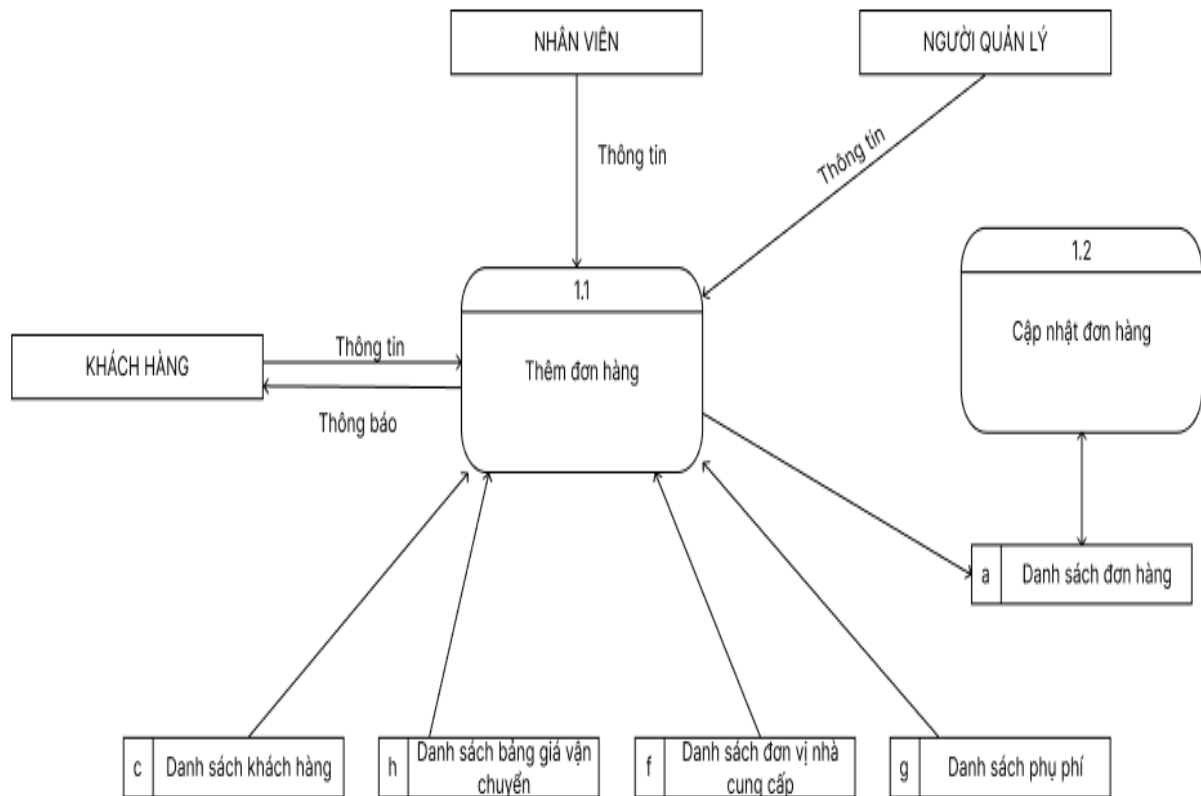 NHÂN VIÊN
NGƯỜI QUẢN LÝ
Thông tin
Thông tin
1.2
Cập nhật đơn hàng
1.1
Thêm đơn hàng
KHÁCH HÀNG
Thông tin
Thông báo
a
Danh sách đơn hàng
c
Danh sách khách hàng
h
Danh sách bảng giá vận
chuyển
f
Danh sách đơn vị nhà
cung cấp
g
Danh sách phụ phí